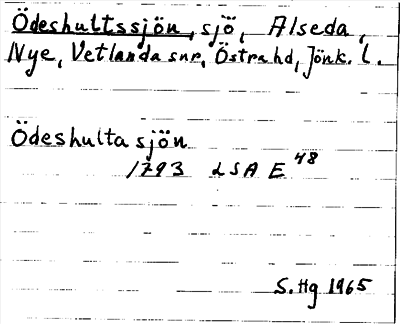 Ödeshultssjön, sjö, Alseda,
Nye, Vetlanda snr, Östra hd, Jönk. l.
Ödeshulta sjön
1793 LSA E 48
S. Hg 1965